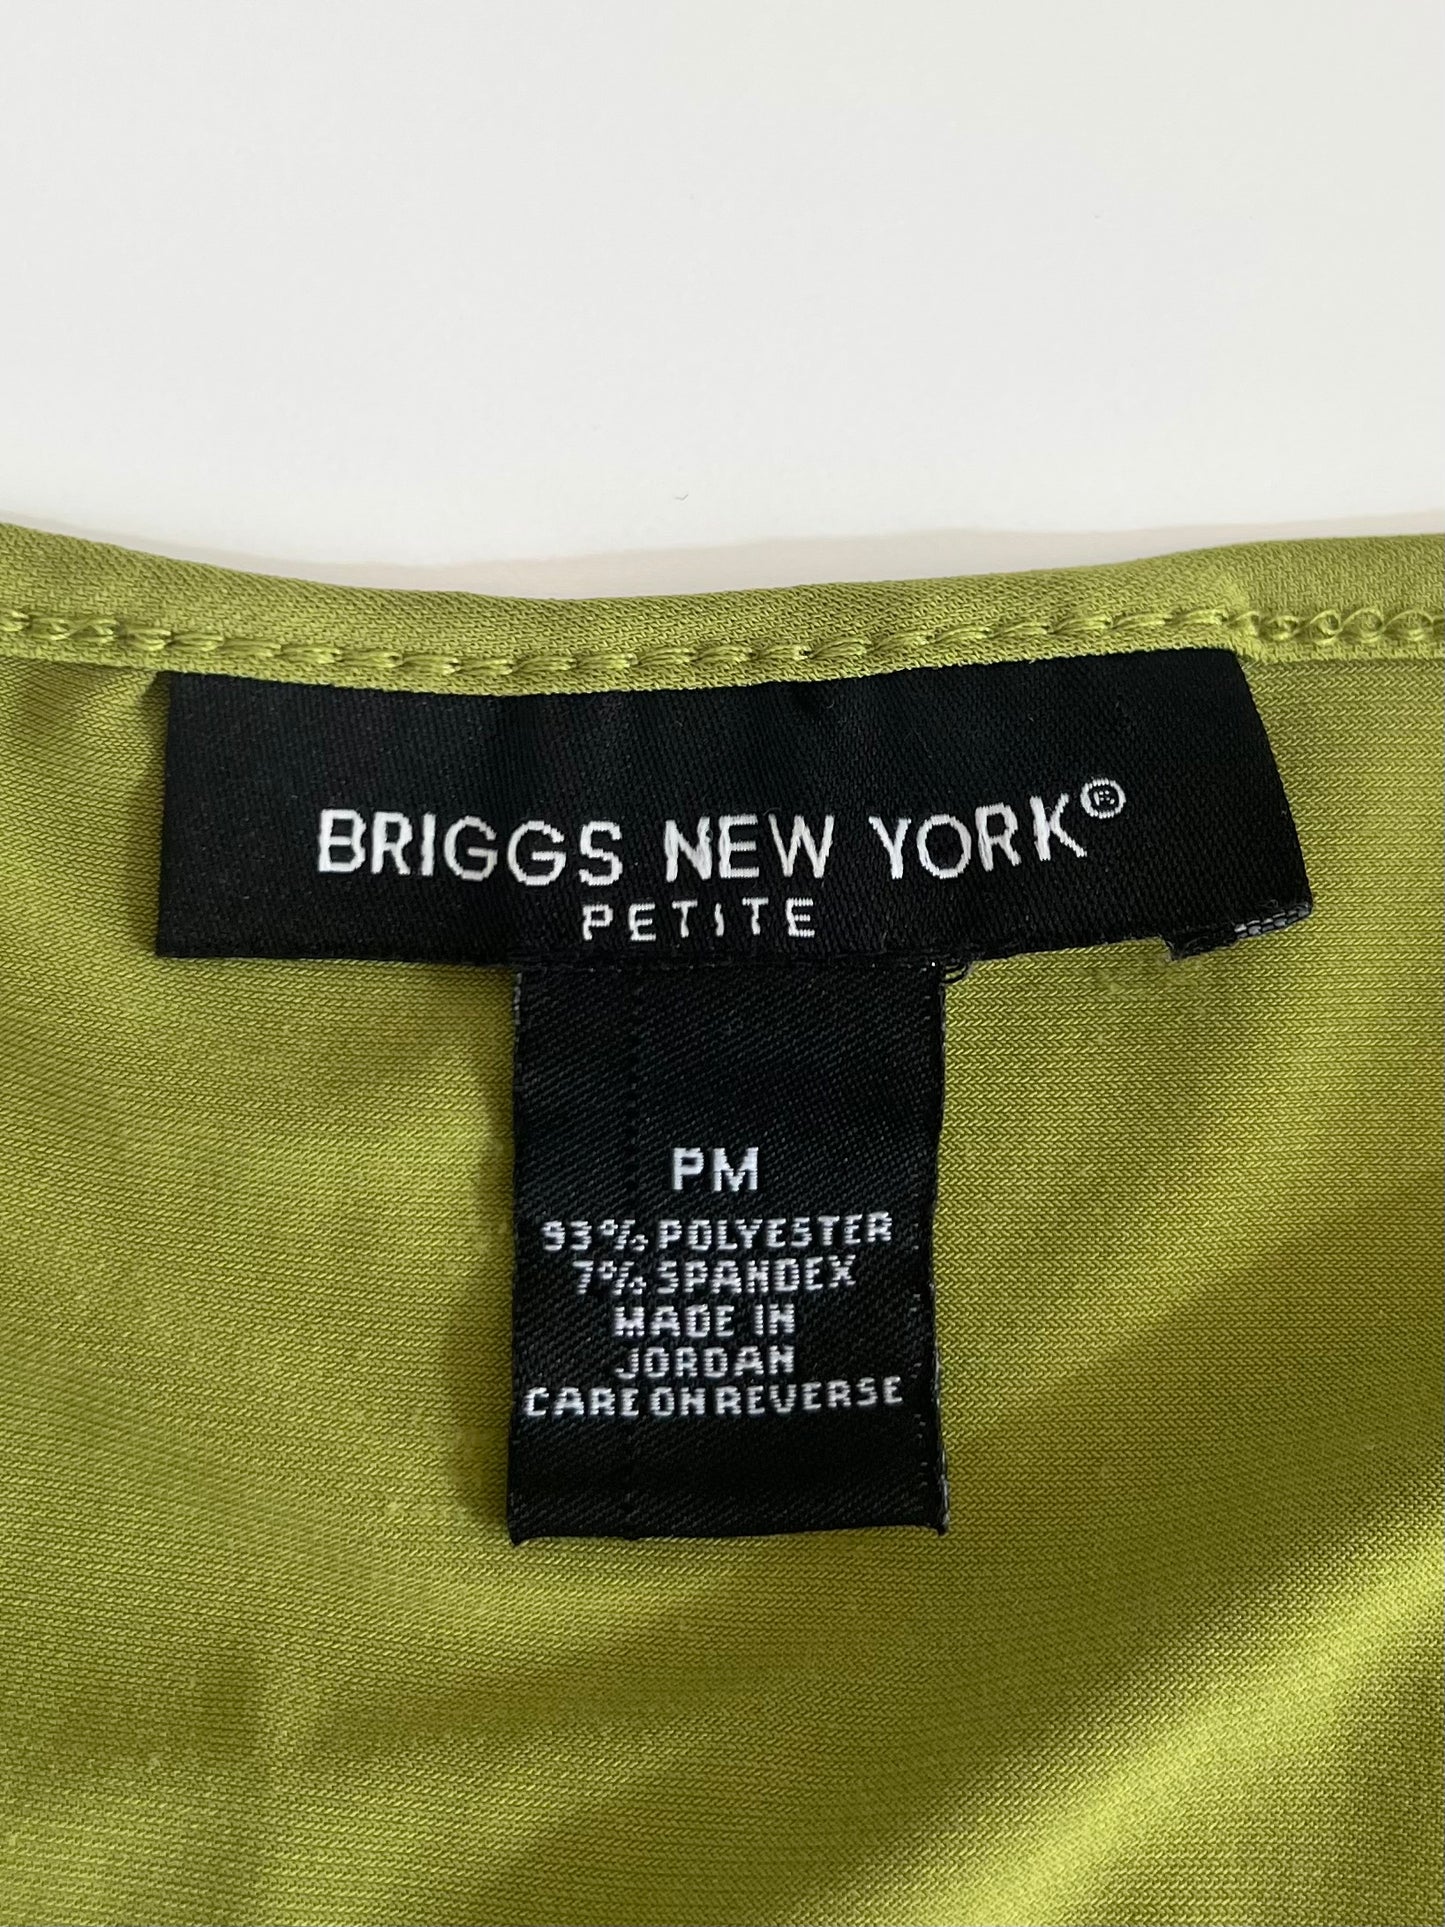 BRIGGS NEW YORK®
PETITE
PM
93% POLYESTER
7% SPANDEX
MADE IN
JORDAN
CARE ON REVERSE